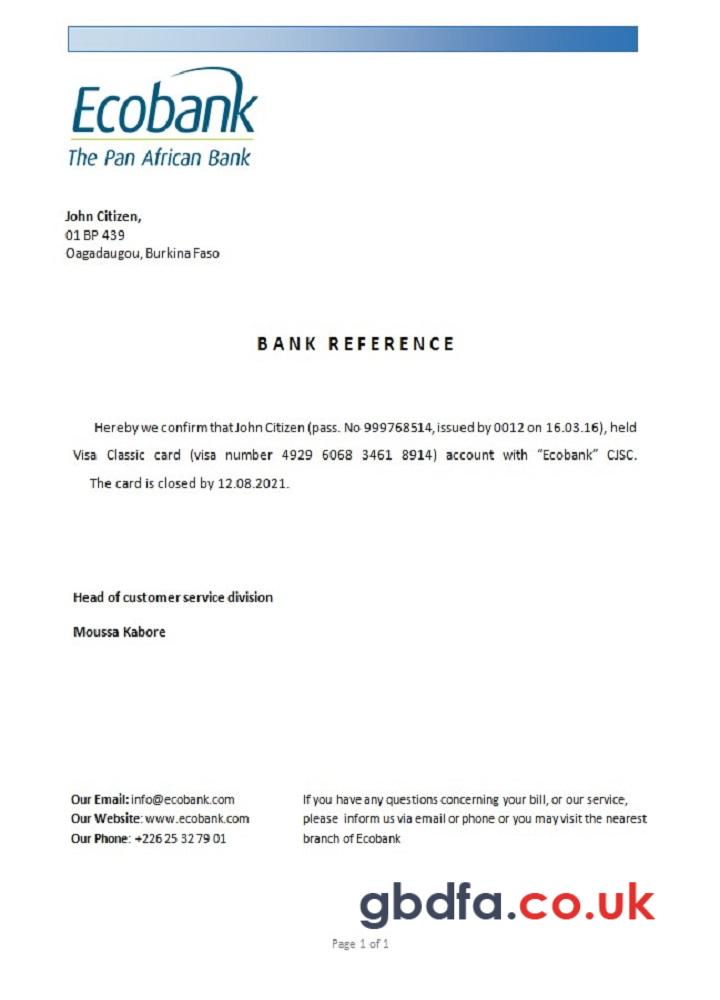 Ecobank
The Pan African Bank
John Citizen,
01 BP 439
Oagadaugou, Burkina Faso
BANK REFERENCE
Hereby we confirm that John Citizen (pass. No 999768514, issued by 0012 on 16.03.16), held
Visa Classic card (visa number 4929 6068 3461 8914) account with “Ecobank” CJSC.
The card is closed by 12.08.2021.
Head of customer service division
Moussa Kabore
Our Email: info@ecobank.com
Our Website: www.ecobank.com
Our Phone: +226 25 32 79 01
If you have any questions concerning your bill, or our service,
please inform us via email or phone or you may visit the nearest
branch of Ecobank
gbdfa.co.uk
Page 1 of 1